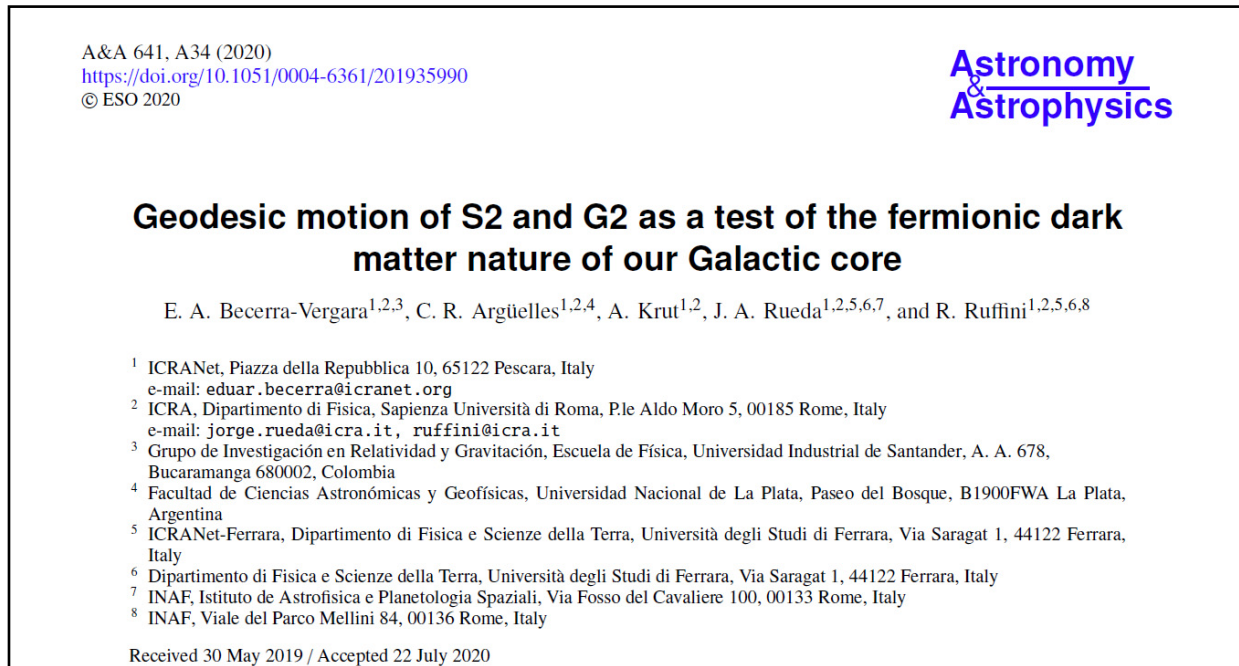 A&A 641, A34 (2020)
https://doi.org/10.1051/0004-6361/201935990
© ESO 2020
Astronomy
&
Astrophysics
Geodesic motion of S2 and G2 as a test of the fermionic dark
matter nature of our Galactic core
E. A. Becerra-Vergara1,2,3, C. R. Argüelles1,2,4, A. Krut1,2, J. A. Rueda1,2,5,6,7, and R. Ruffini1,2,5,6,8
1 ICRANet, Piazza della Repubblica 10, 65122 Pescara, Italy
e-mail: eduar.becerra@icranet.org
2 ICRA, Dipartimento di Fisica, Sapienza Università di Roma, P.le Aldo Moro 5, 00185 Rome, Italy
e-mail: jorge.rueda@icra.it, ruffini@icra.it
3 Grupo de Investigación en Relatividad y Gravitación, Escuela de Física, Universidad Industrial de Santander, A. A. 678,
Bucaramanga 680002, Colombia
4 Facultad de Ciencias Astronómicas y Geofísicas, Universidad Nacional de La Plata, Paseo del Bosque, B1900FWA La Plata,
Argentina
5 ICRANet-Ferrara, Dipartimento di Fisica e Scienze della Terra, Università degli Studi di Ferrara, Via Saragat 1, 44122 Ferrara,
Italy
6 Dipartimento di Fisica e Scienze della Terra, Università degli Studi di Ferrara, Via Saragat 1, 44122 Ferrara, Italy
7 INAF, Istituto de Astrofisica e Planetologia Spaziali, Via Fosso del Cavaliere 100, 00133 Rome, Italy
8 INAF, Viale del Parco Mellini 84, 00136 Rome, Italy
Received 30 May 2019 / Accepted 22 July 2020